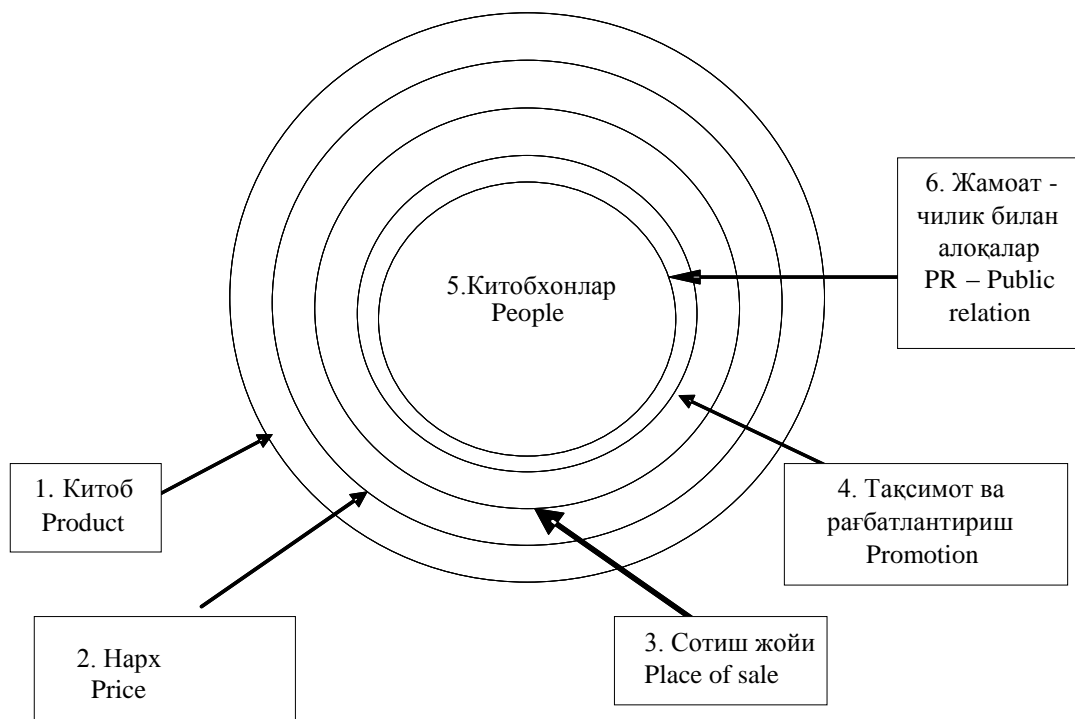 6. Жамоат -
чилик билан
алоқалар
PR – Public
relation
5.Китобхонлар
People
1. Китоб
Product
4. Тақсимот ва
рағбатлантириш
Promotion
2. Нарх
Price
3. Сотиш жойи
Place of sale